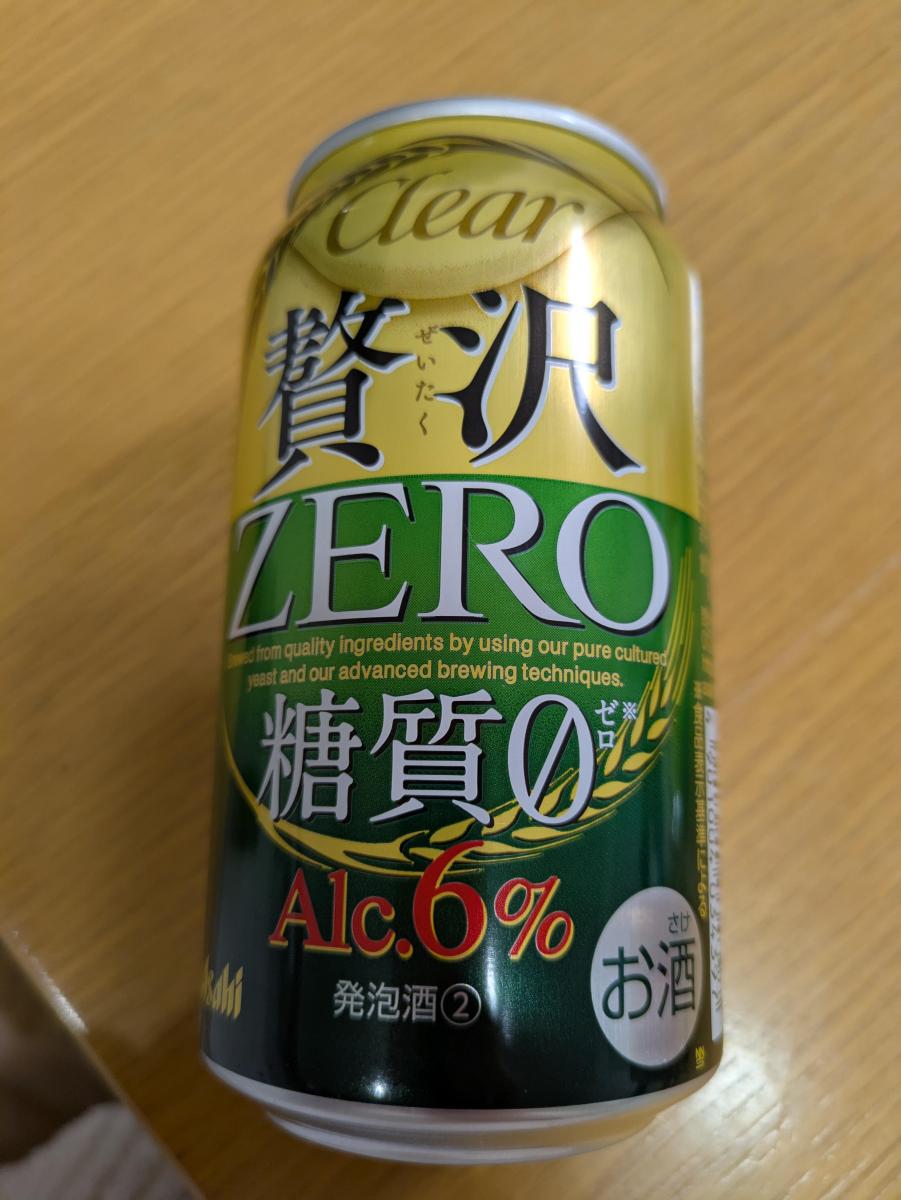 Clear
贅沢
ぜいたく
ZERO
Brewed from quality ingredients by using our pure cultured
yeast and our advanced brewing techniques.
糖質0
ゼロ※
Alc.6%
発泡酒②
Asahi
さけ
お酒